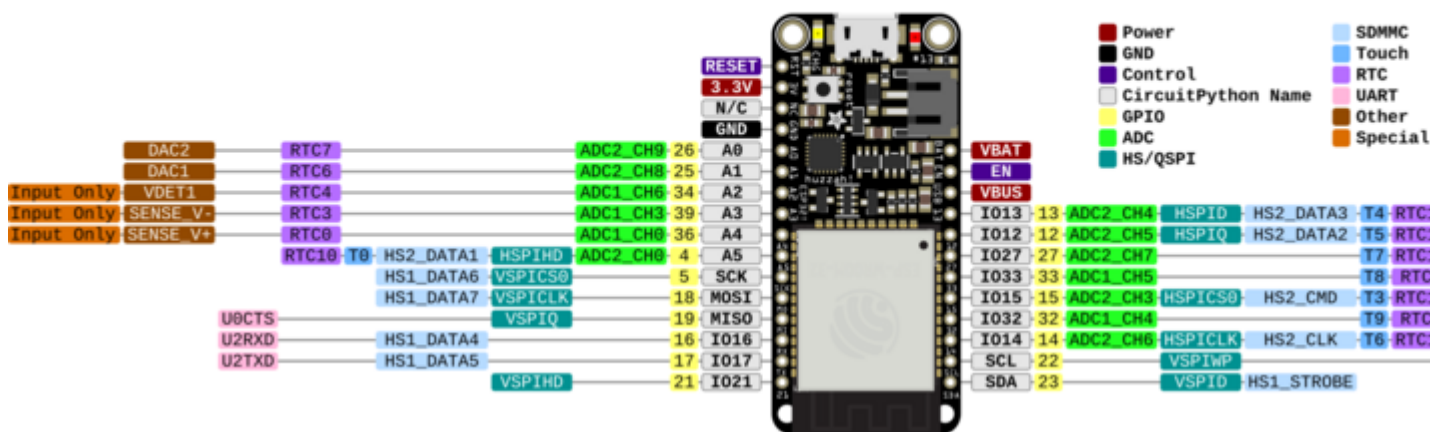 Power SDMMC
GND Touch
Control RTC
CircuitPython Name UART
GPIO Other
ADC Special
HS/QSPI
RESET
3.3V
N/C
GND
DAC2 RTC7 ADC2_CH9 26 A0 VBAT
DAC1 RTC6 ADC2_CH8 25 A1 EN
Input Only VDET1 RTC4 ADC1_CH6 34 A2 VBUS
Input Only SENSE_V- RTC3 ADC1_CH3 39 A3 IO13 13 ADC2_CH4 HSPID HS2_DATA3 T4
Input Only SENSE_V+ RTC0 ADC1_CH0 36 A4 IO12 12 ADC2_CH5 HSPIQ HS2_DATA2 T5
RTC10 T0 HS2_DATA1 HSPIHD ADC2_CH0 4 A5 IO27 27 ADC2_CH7 T7
HS1_DATA6 VSPICS0 5 SCK IO33 33 ADC1_CH5 T8 RTC
HS1_DATA7 VSPICLK 18 MOSI IO15 15 ADC2_CH3 HSPICS0 HS2_CMD T3
U0CTS VSPIQ 19 MISO IO32 32 ADC1_CH4 T9 RTC
U2RXD HS1_DATA4 16 IO16 IO14 14 ADC2_CH6 HSPICLK HS2_CLK T6
U2TXD HS1_DATA5 17 IO17 SCL 22 VSPIWP
VSPIHD 21 IO21 SDA 23 VSPID HS1_STROBE